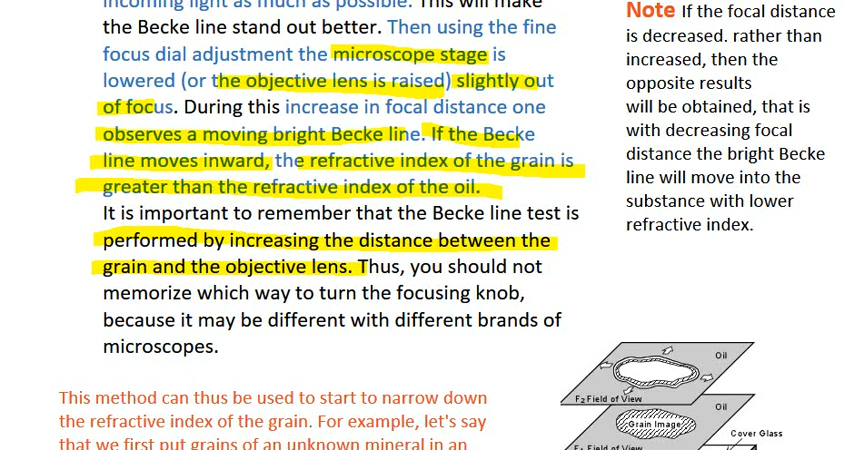 incoming light as much as possible. This will make
the Becke line stand out better. Then using the fine
focus dial adjustment the microscope stage is
lowered (or the objective lens is raised) slightly out
of focus. During this increase in focal distance one
observes a moving bright Becke line. If the Becke
line moves inward, the refractive index of the grain is
greater than the refractive index of the oil.
It is important to remember that the Becke line test is
performed by increasing the distance between the
grain and the objective lens. Thus, you should not
memorize which way to turn the focusing knob,
because it may be different with different brands of
microscopes.
This method can thus be used to start to narrow down
the refractive index of the grain. For example, let's say
that we first put grains of an unknown mineral in an
Note If the focal distance
is decreased. rather than
increased, then the
opposite results
will be obtained, that is
with decreasing focal
distance the bright Becke
line will move into the
substance with lower
refractive index.
Oil
F2 Field of View
Oil
Grain Image
Cover Glass
F1 Field of View